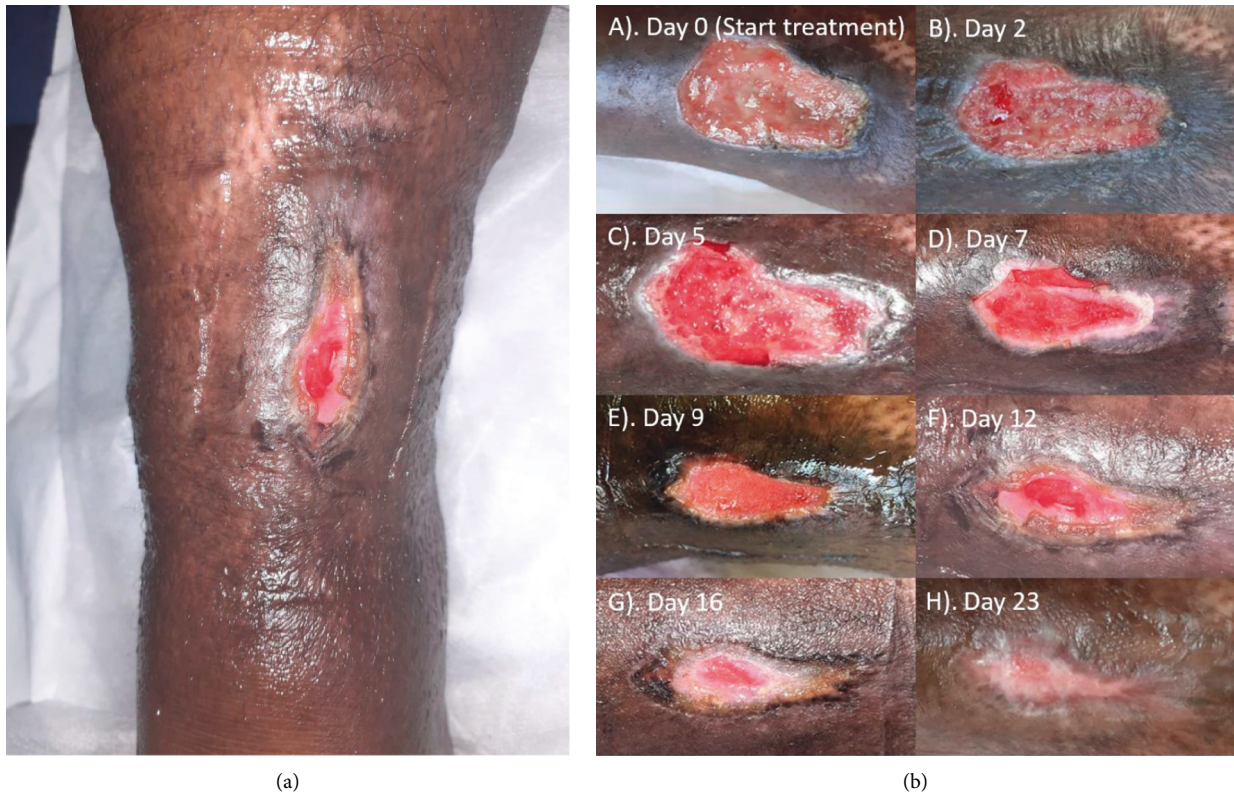 A). Day 0 (Start treatment)
B). Day 2
C). Day 5
D). Day 7
E). Day 9
F). Day 12
G). Day 16
H). Day 23
(a)
(b)